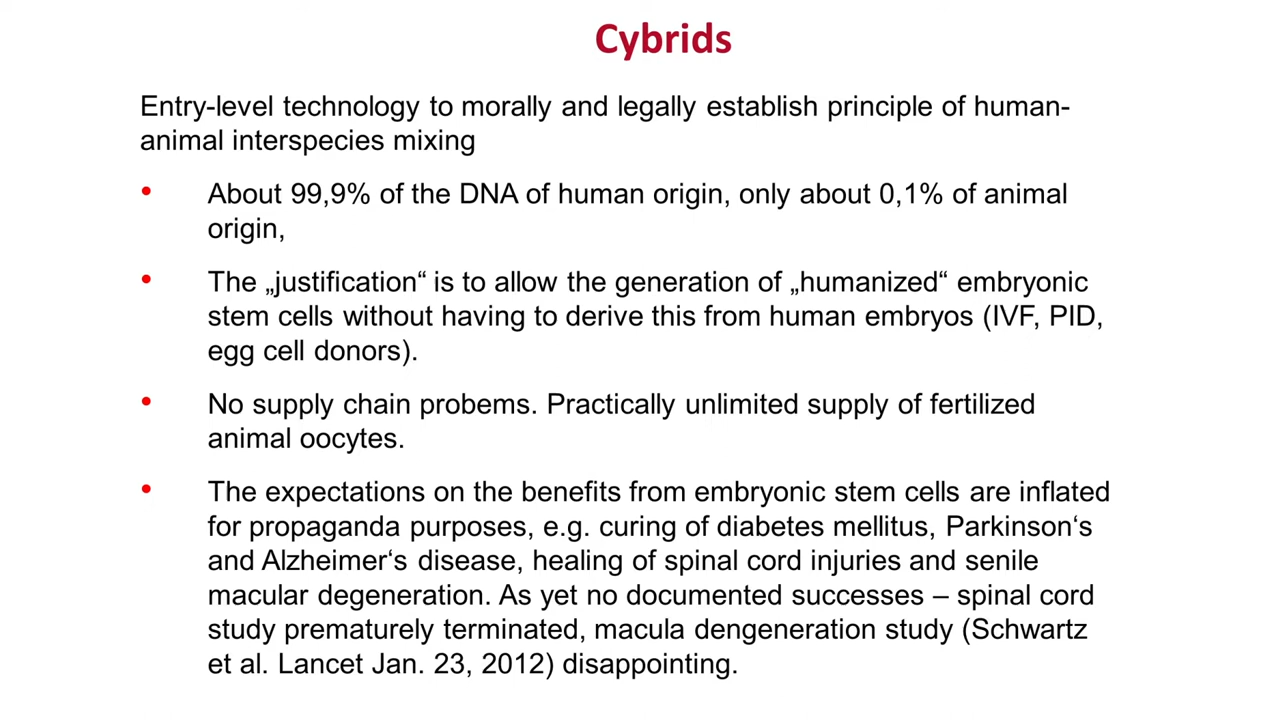 Cybrids
Entry-level technology to morally and legally establish principle of human-
animal interspecies mixing
• About 99,9% of the DNA of human origin, only about 0,1% of animal
origin,
• The „justification“ is to allow the generation of „humanized“ embryonic
stem cells without having to derive this from human embryos (IVF, PID,
egg cell donors).
• No supply chain probems. Practically unlimited supply of fertilized
animal oocytes.
• The expectations on the benefits from embryonic stem cells are inflated
for propaganda purposes, e.g. curing of diabetes mellitus, Parkinson‘s
and Alzheimer‘s disease, healing of spinal cord injuries and senile
macular degeneration. As yet no documented successes – spinal cord
study prematurely terminated, macula dengeneration study (Schwartz
et al. Lancet Jan. 23, 2012) disappointing.